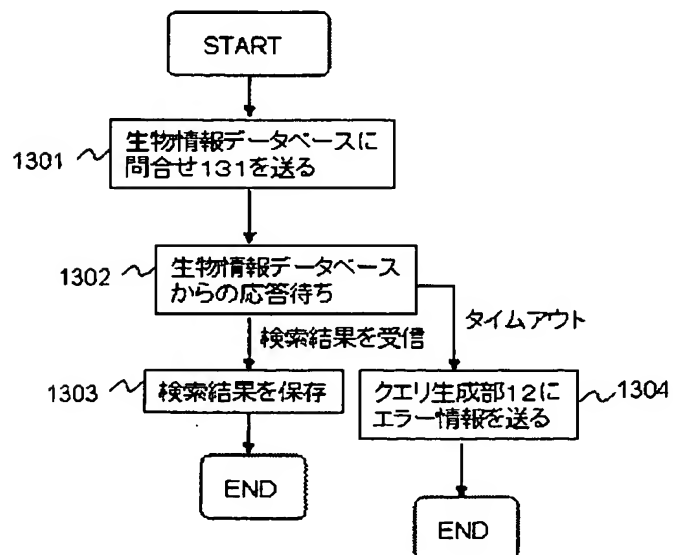 START
1301
生物情報データベースに
問合せ131を送る
1302
生物情報データベース
からの応答待ち
検索結果を受信
タイムアウト
1303
検索結果を保存
クエリ生成部12に
エラー情報を送る
1304
END
END